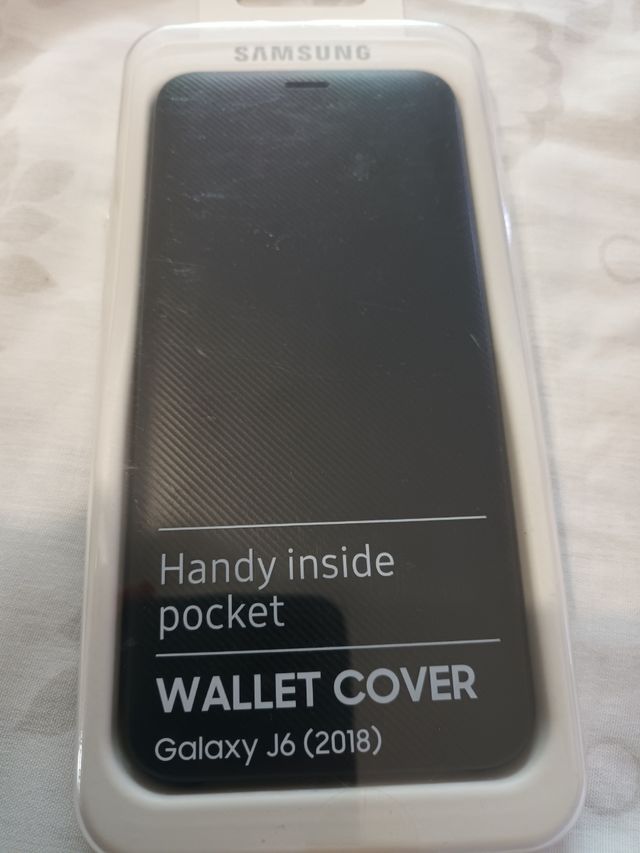 SAMSUNG
Handy inside
pocket
WALLET COVER
Galaxy J6 (2018)